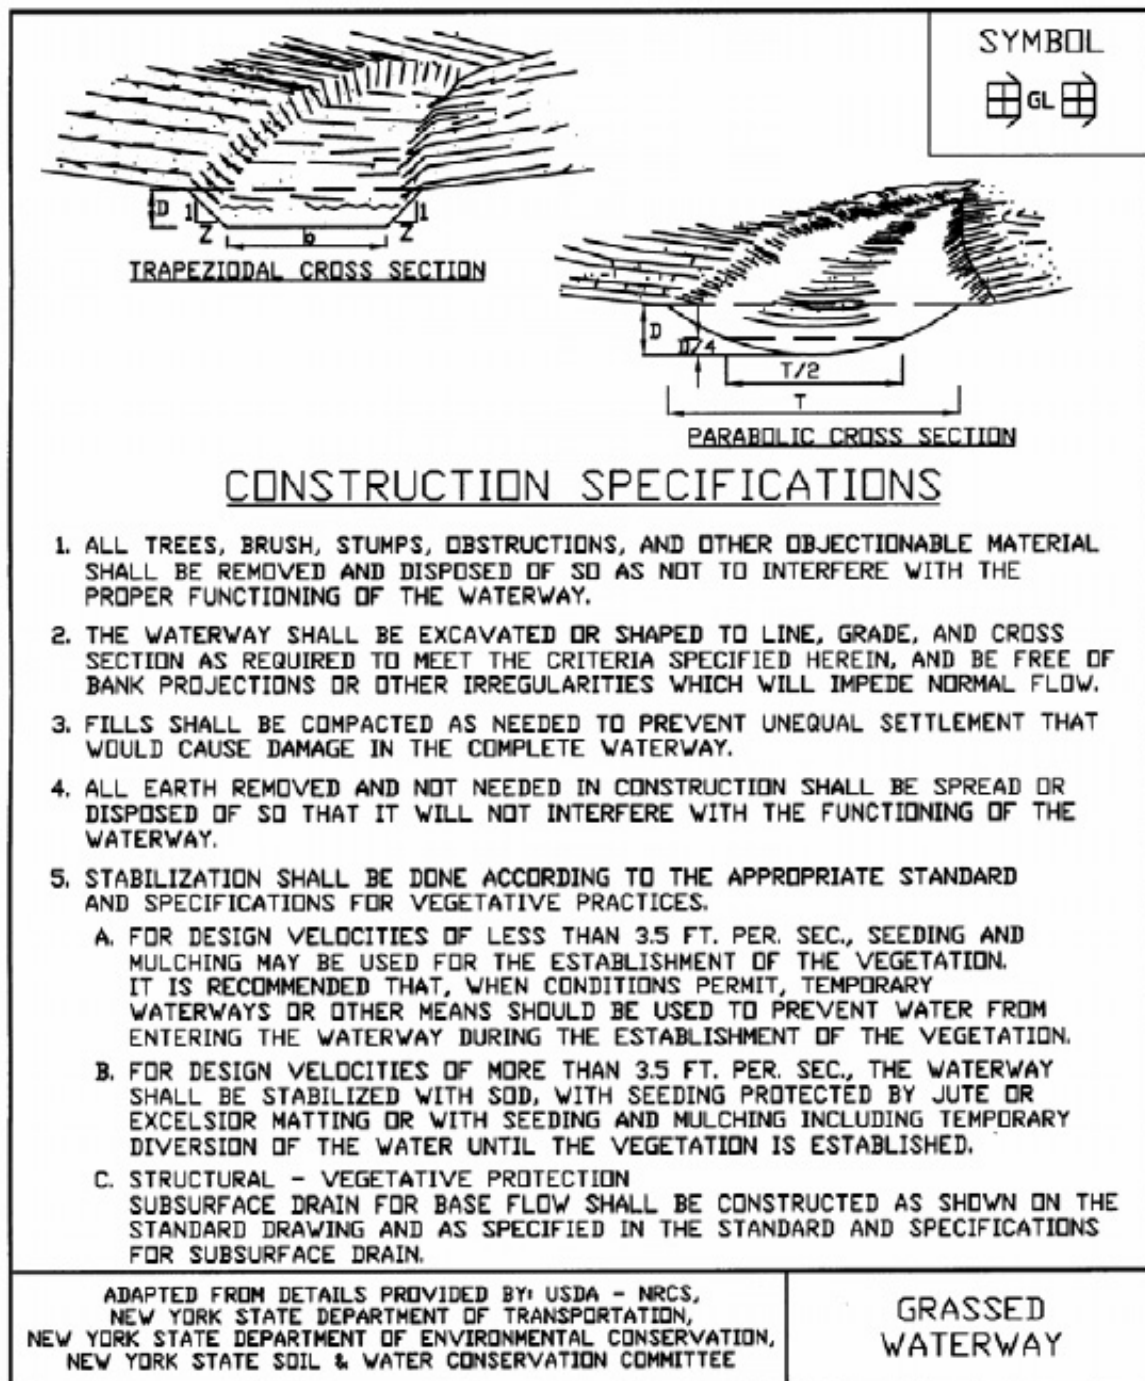 SYMBOL
GL
D
1
1
Z
b
Z
TRAPEZIODAL CROSS SECTION
D
D/4
T/2
T
PARABOLIC CROSS SECTION
CONSTRUCTION SPECIFICATIONS
1. ALL TREES, BRUSH, STUMPS, OBSTRUCTIONS, AND OTHER OBJECTIONABLE MATERIAL
SHALL BE REMOVED AND DISPOSED OF SO AS NOT TO INTERFERE WITH THE
PROPER FUNCTIONING OF THE WATERWAY.
2. THE WATERWAY SHALL BE EXCAVATED OR SHAPED TO LINE, GRADE, AND CROSS
SECTION AS REQUIRED TO MEET THE CRITERIA SPECIFIED HEREIN, AND BE FREE OF
BANK PROJECTIONS OR OTHER IRREGULARITIES WHICH WILL IMPEDE NORMAL FLOW.
3. FILLS SHALL BE COMPACTED AS NEEDED TO PREVENT UNEQUAL SETTLEMENT THAT
WOULD CAUSE DAMAGE IN THE COMPLETE WATERWAY.
4. ALL EARTH REMOVED AND NOT NEEDED IN CONSTRUCTION SHALL BE SPREAD OR
DISPOSED OF SO THAT IT WILL NOT INTERFERE WITH THE FUNCTIONING OF THE
WATERWAY.
5. STABILIZATION SHALL BE DONE ACCORDING TO THE APPROPRIATE STANDARD
AND SPECIFICATIONS FOR VEGETATIVE PRACTICES.
A. FOR DESIGN VELOCITIES OF LESS THAN 3.5 FT. PER. SEC., SEEDING AND
MULCHING MAY BE USED FOR THE ESTABLISHMENT OF THE VEGETATION.
IT IS RECOMMENDED THAT, WHEN CONDITIONS PERMIT, TEMPORARY
WATERWAYS OR OTHER MEANS SHOULD BE USED TO PREVENT WATER FROM
ENTERING THE WATERWAY DURING THE ESTABLISHMENT OF THE VEGETATION.
B. FOR DESIGN VELOCITIES OF MORE THAN 3.5 FT. PER. SEC., THE WATERWAY
SHALL BE STABILIZED WITH SOD, WITH SEEDING PROTECTED BY JUTE OR
EXCELSIOR MATTING OR WITH SEEDING AND MULCHING INCLUDING TEMPORARY
DIVERSION OF THE WATER UNTIL THE VEGETATION IS ESTABLISHED.
C. STRUCTURAL - VEGETATIVE PROTECTION
SUBSURFACE DRAIN FOR BASE FLOW SHALL BE CONSTRUCTED AS SHOWN ON THE
STANDARD DRAWING AND AS SPECIFIED IN THE STANDARD AND SPECIFICATIONS
FOR SUBSURFACE DRAIN.
ADAPTED FROM DETAILS PROVIDED BY: USDA - NRCS,
NEW YORK STATE DEPARTMENT OF TRANSPORTATION,
NEW YORK STATE DEPARTMENT OF ENVIRONMENTAL CONSERVATION,
NEW YORK STATE SOIL & WATER CONSERVATION COMMITTEE
GRASSED
WATERWAY